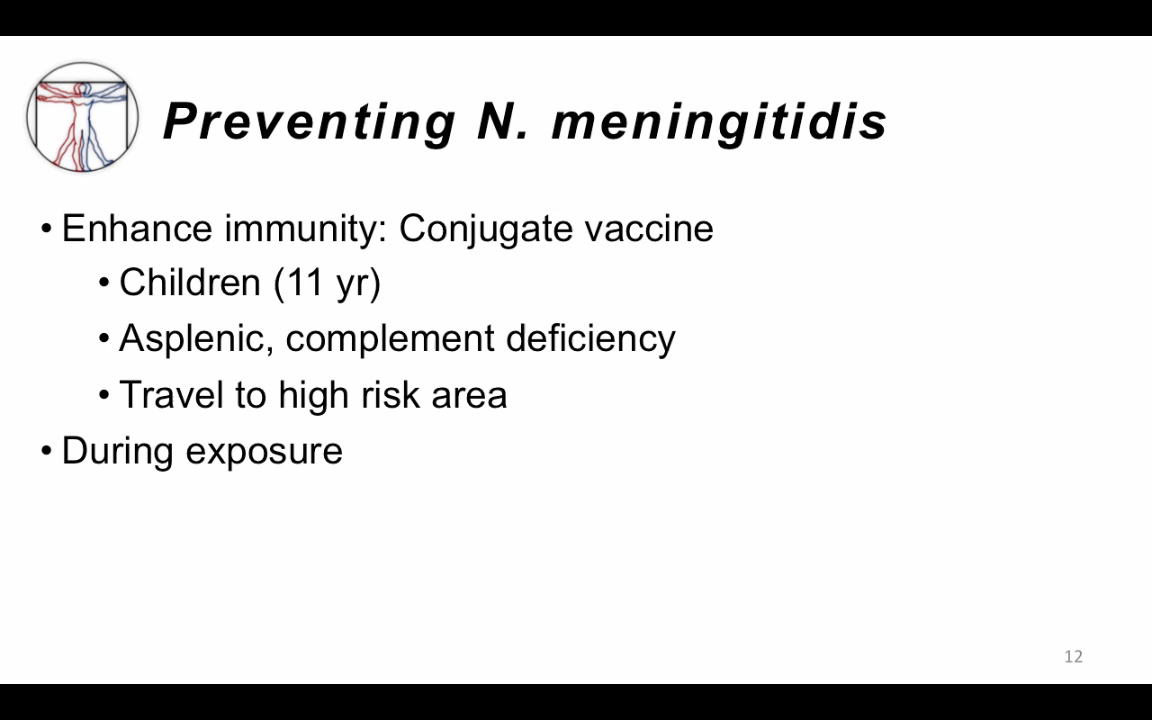 Preventing N. meningitidis
• Enhance immunity: Conjugate vaccine
• Children (11 yr)
• Asplenic, complement deficiency
• Travel to high risk area
• During exposure
12